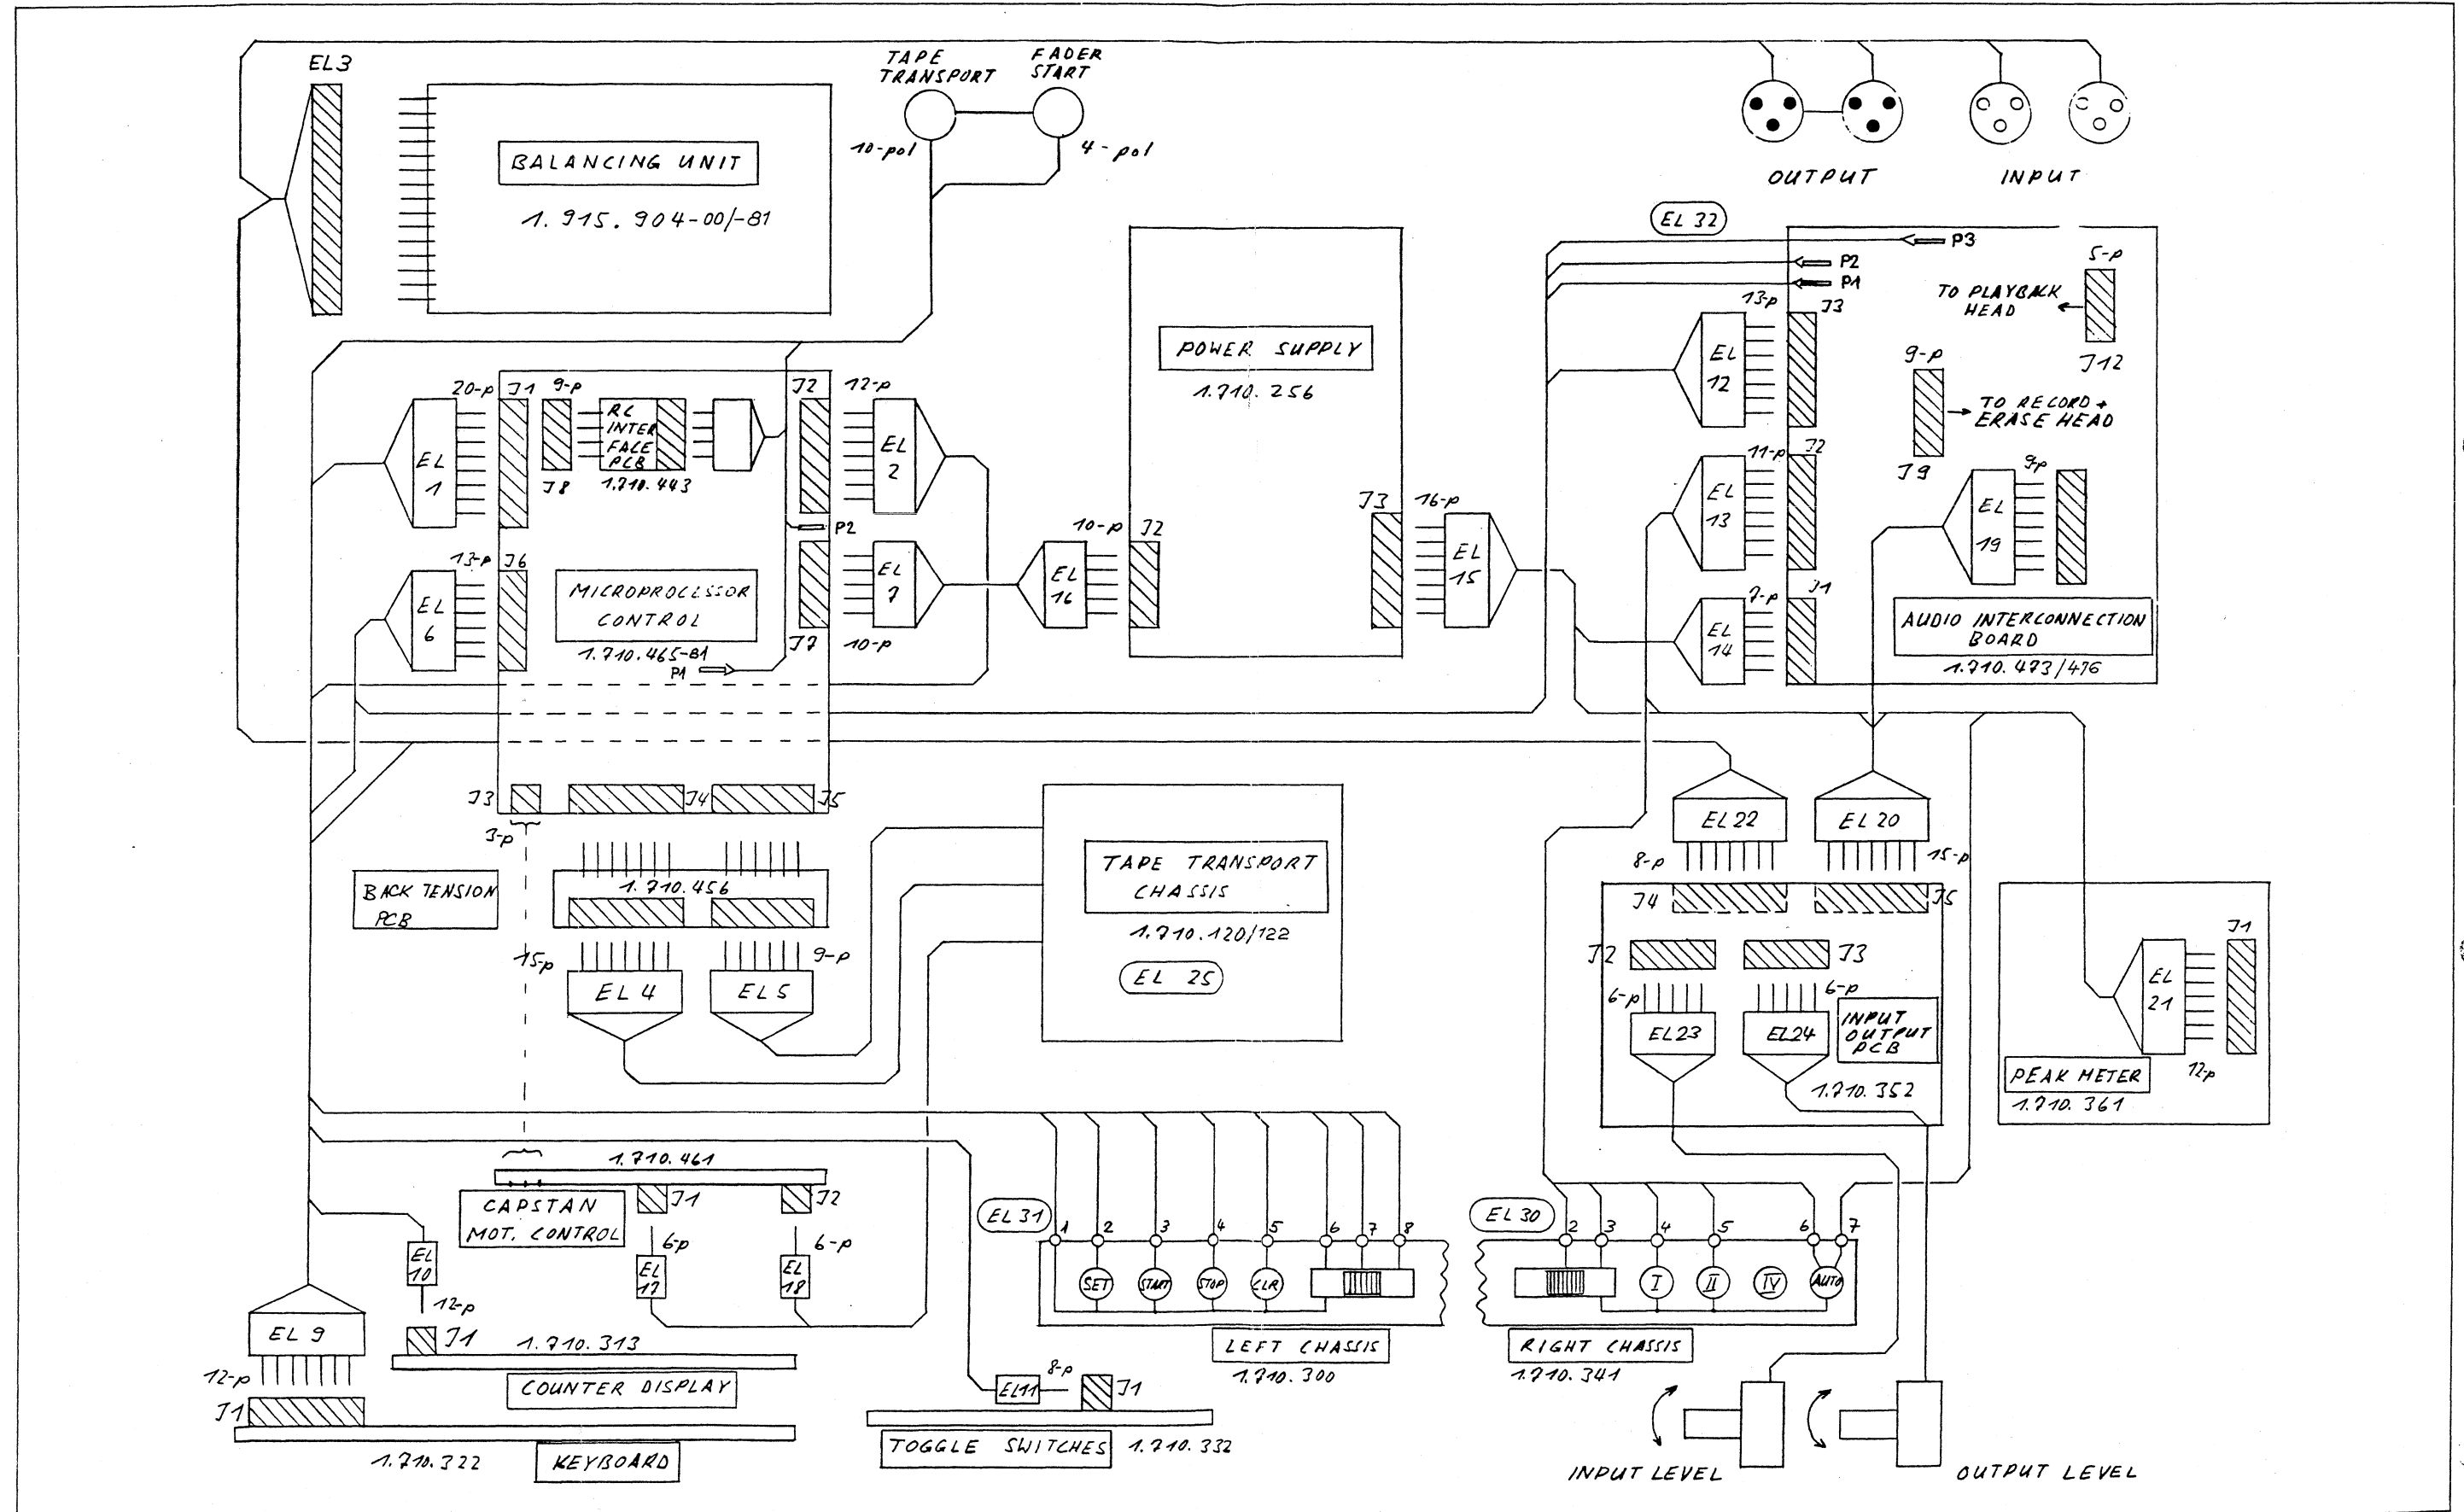 EL3
BALANCING UNIT
1.915.904-00/-81
TAPE
TRANSPORT
10-pol
FADER
START
4-pol
OUTPUT
INPUT
EL 32
P3
P2
P1
5-p
TO PLAYBACK
HEAD
J12
9-p
TO RECORD +
ERASE HEAD
J9
13-p
J3
EL
12
11-p
J2
EL
13
7-p
J1
EL
14
9-p
EL
19
AUDIO INTERCONNECTION
BOARD
1.710.473/476
POWER SUPPLY
1.710.256
10-p
J2
EL
16
J3
16-p
EL
15
20-p
J1
EL
1
9-p
J8
RC
INTER
FACE
PCB
1.710.443
J2
12-p
EL
2
P2
13-p
J6
EL
6
MICROPROCESSOR
CONTROL
1.710.465-81
P1
J7
EL
7
10-p
J3
J4
J5
3-p
BACK TENSION
PCB
1.710.456
15-p
9-p
EL 4
EL 5
TAPE TRANSPORT
CHASSIS
1.710.120/122
EL 25
EL22
EL20
8-p
15-p
J4
J5
J2
J3
6-p
6-p
EL23
EL24
INPUT
OUTPUT
PCB
1.710.352
J1
EL
21
12-p
PEAK METER
1.710.361
1.710.461
CAPSTAN
MOT. CONTROL
J1
J2
6-p
6-p
EL
17
EL
18
EL
10
12-p
J1
1.710.313
COUNTER DISPLAY
EL 9
12-p
J1
1.710.322
KEYBOARD
EL 31
1 2 3 4 5 6 7 8
SET START STOP CLR
LEFT CHASSIS
1.710.300
EL11
8-p
J1
TOGGLE SWITCHES
1.710.332
EL 30
2 3 4 5 6 7
I II IV AUTO
RIGHT CHASSIS
1.710.341
INPUT LEVEL
OUTPUT LEVEL